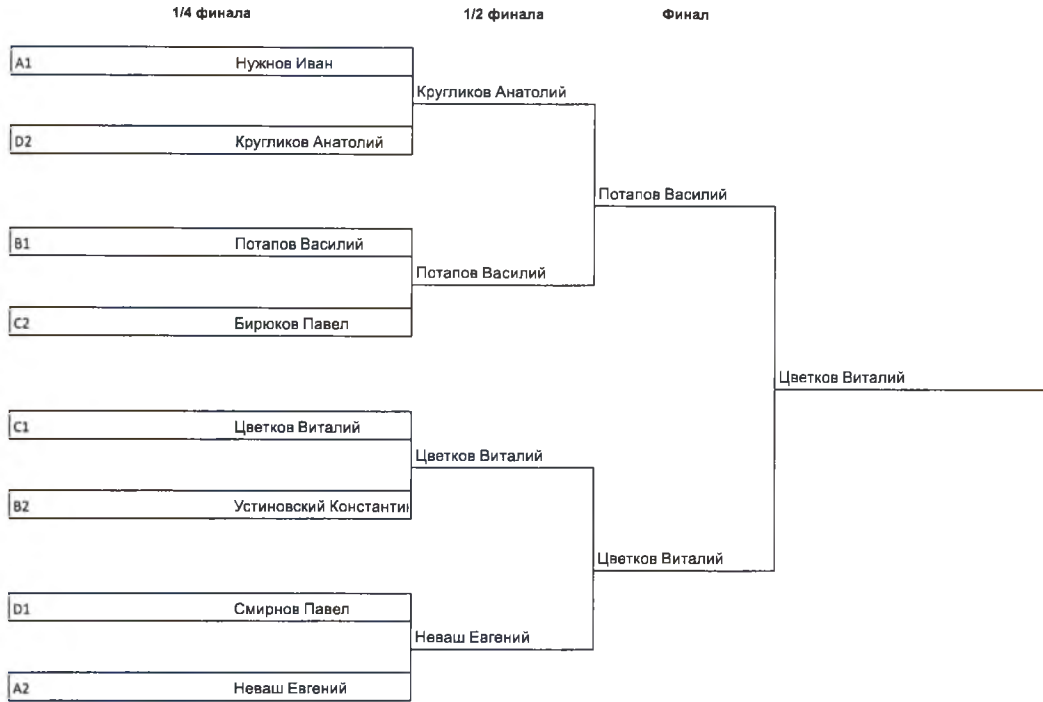 1/4 финала 1/2 финала Финал
A1 Нужнов Иван
Кругликов Анатолий
D2 Кругликов Анатолий
Потапов Василий
B1 Потапов Василий
Потапов Василий
C2 Бирюков Павел
Цветков Виталий
C1 Цветков Виталий
Цветков Виталий
B2 Устиновский Константин
Цветков Виталий
D1 Смирнов Павел
Неваш Евгений
A2 Неваш Евгений